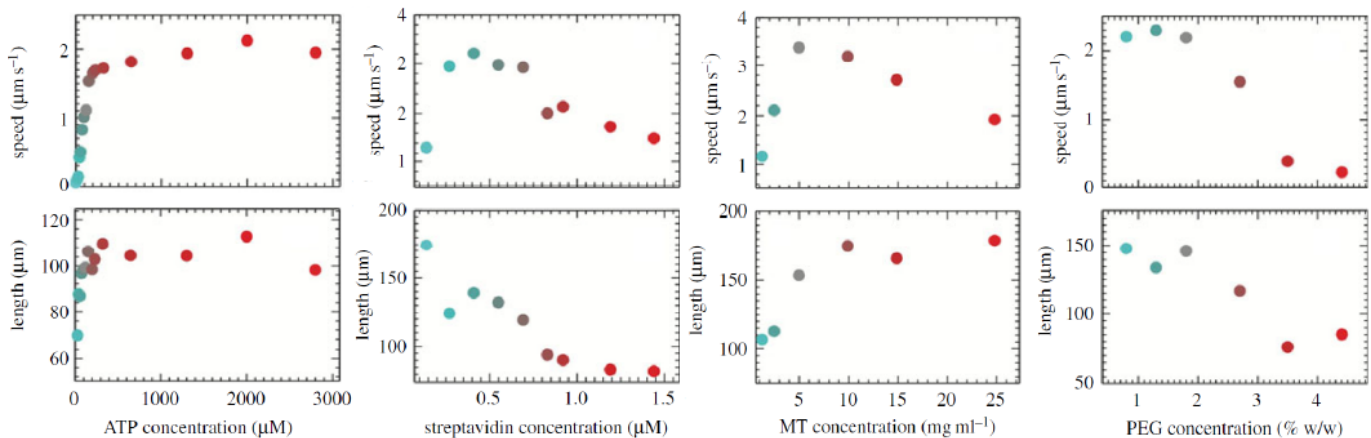 speed (µm s⁻¹)
2
1
0
speed (µm s⁻¹)
4
2
2
1
speed (µm s⁻¹)
4
3
2
1
speed (µm s⁻¹)
2
1
0
length (µm)
120
100
80
60
0 1000 2000 3000
ATP concentration (µM)
length (µm)
200
150
100
0.5 1.0 1.5
streptavidin concentration (µM)
length (µm)
200
150
100
5 10 15 20 25
MT concentration (mg ml⁻¹)
length (µm)
150
100
50
1 2 3 4
PEG concentration (% w/w)